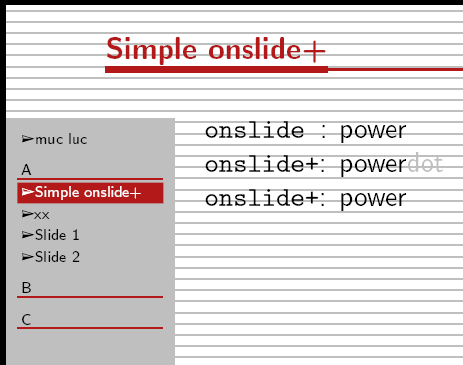 Simple onslide+
muc luc
A
Simple onslide+
xx
Slide 1
Slide 2
B
C
onslide : power
onslide+: powerdot
onslide+: power